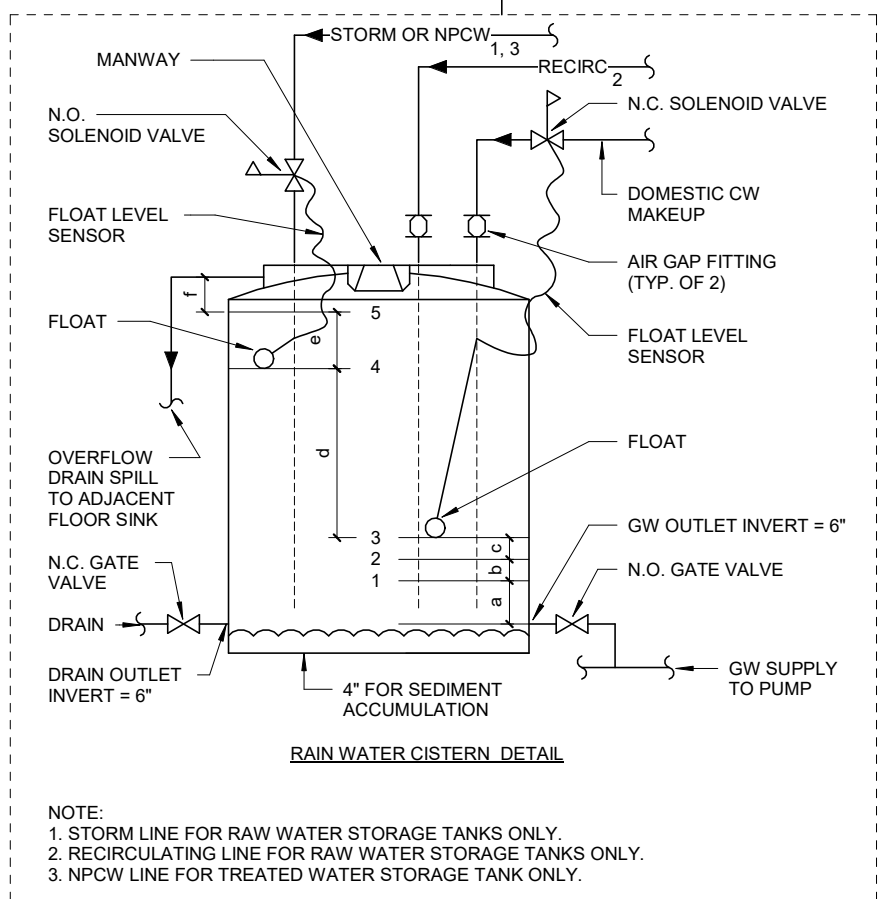 STORM OR NPCW
1, 3
MANWAY
RECIRC
2
N.O.
SOLENOID VALVE
N.C. SOLENOID VALVE
FLOAT LEVEL
SENSOR
DOMESTIC CW
MAKEUP
AIR GAP FITTING
(TYP. OF 2)
f
FLOAT
5
e
4
FLOAT LEVEL
SENSOR
d
OVERFLOW
DRAIN SPILL
TO ADJACENT
FLOOR SINK
FLOAT
GW OUTLET INVERT = 6"
3
c
2
b
1
a
N.C. GATE
VALVE
N.O. GATE VALVE
DRAIN
DRAIN OUTLET
INVERT = 6"
4" FOR SEDIMENT
ACCUMULATION
GW SUPPLY
TO PUMP
RAIN WATER CISTERN DETAIL
NOTE:
1. STORM LINE FOR RAW WATER STORAGE TANKS ONLY.
2. RECIRCULATING LINE FOR RAW WATER STORAGE TANKS ONLY.
3. NPCW LINE FOR TREATED WATER STORAGE TANK ONLY.